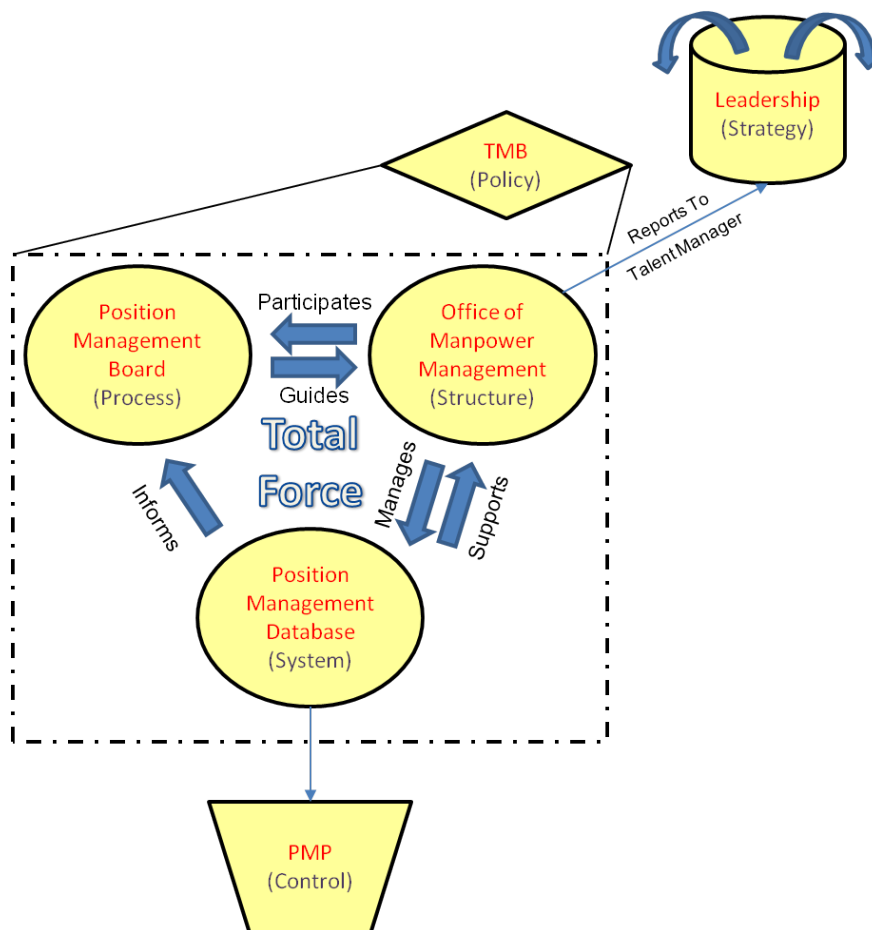 Leadership
(Strategy)
TMB
(Policy)
Reports To
Talent Manager
Position
Management
Board
(Process)
Participates
Guides
Office of
Manpower
Management
(Structure)
Total
Force
Informs
Manages
Supports
Position
Management
Database
(System)
PMP
(Control)